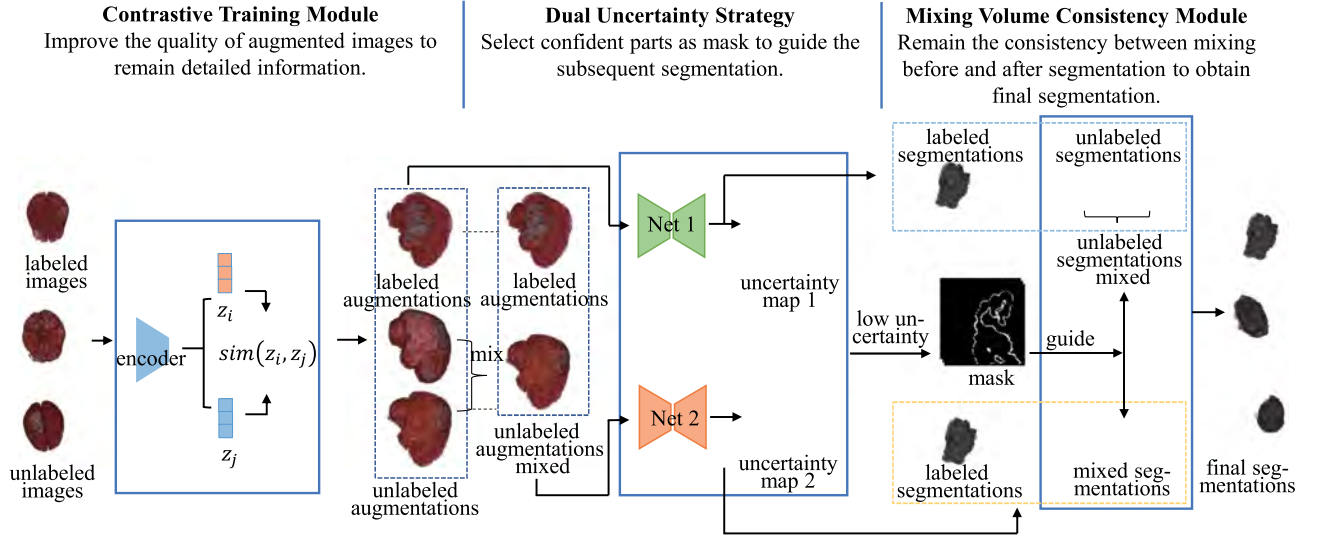 Contrastive Training Module
Improve the quality of augmented images to
remain detailed information.
Dual Uncertainty Strategy
Select confident parts as mask to guide the
subsequent segmentation.
Mixing Volume Consistency Module
Remain the consistency between mixing
before and after segmentation to obtain
final segmentation.
labeled
images
unlabeled
images
encoder
zi
sim(zi, zj)
zj
labeled
augmentations
unlabeled
augmentations
mix
labeled
augmentations
unlabeled
augmentations
mixed
Net 1
uncertainty
map 1
Net 2
uncertainty
map 2
low un-
certainty
mask
guide
labeled
segmentations
unlabeled
segmentations
unlabeled
segmentations
mixed
labeled
segmentations
mixed seg-
mentations
final seg-
mentations